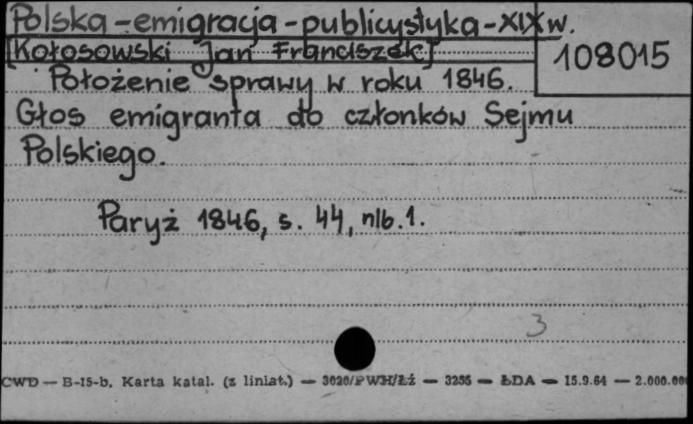 Polska-emigracja-publicystyka-XIX w.
[Kołosowski Jan Franciszek]
108015
Położenie sprawy w roku 1846.
Głos emigranta do członków Sejmu
Polskiego.
Paryż 1846, s. 44, nlb. 1.
3
CWD — B-15-b, Karta katal. (z liniat.) — 3020/PWH/Łź — 3255 — ŁDA — 15.9.64 — 2.000.000